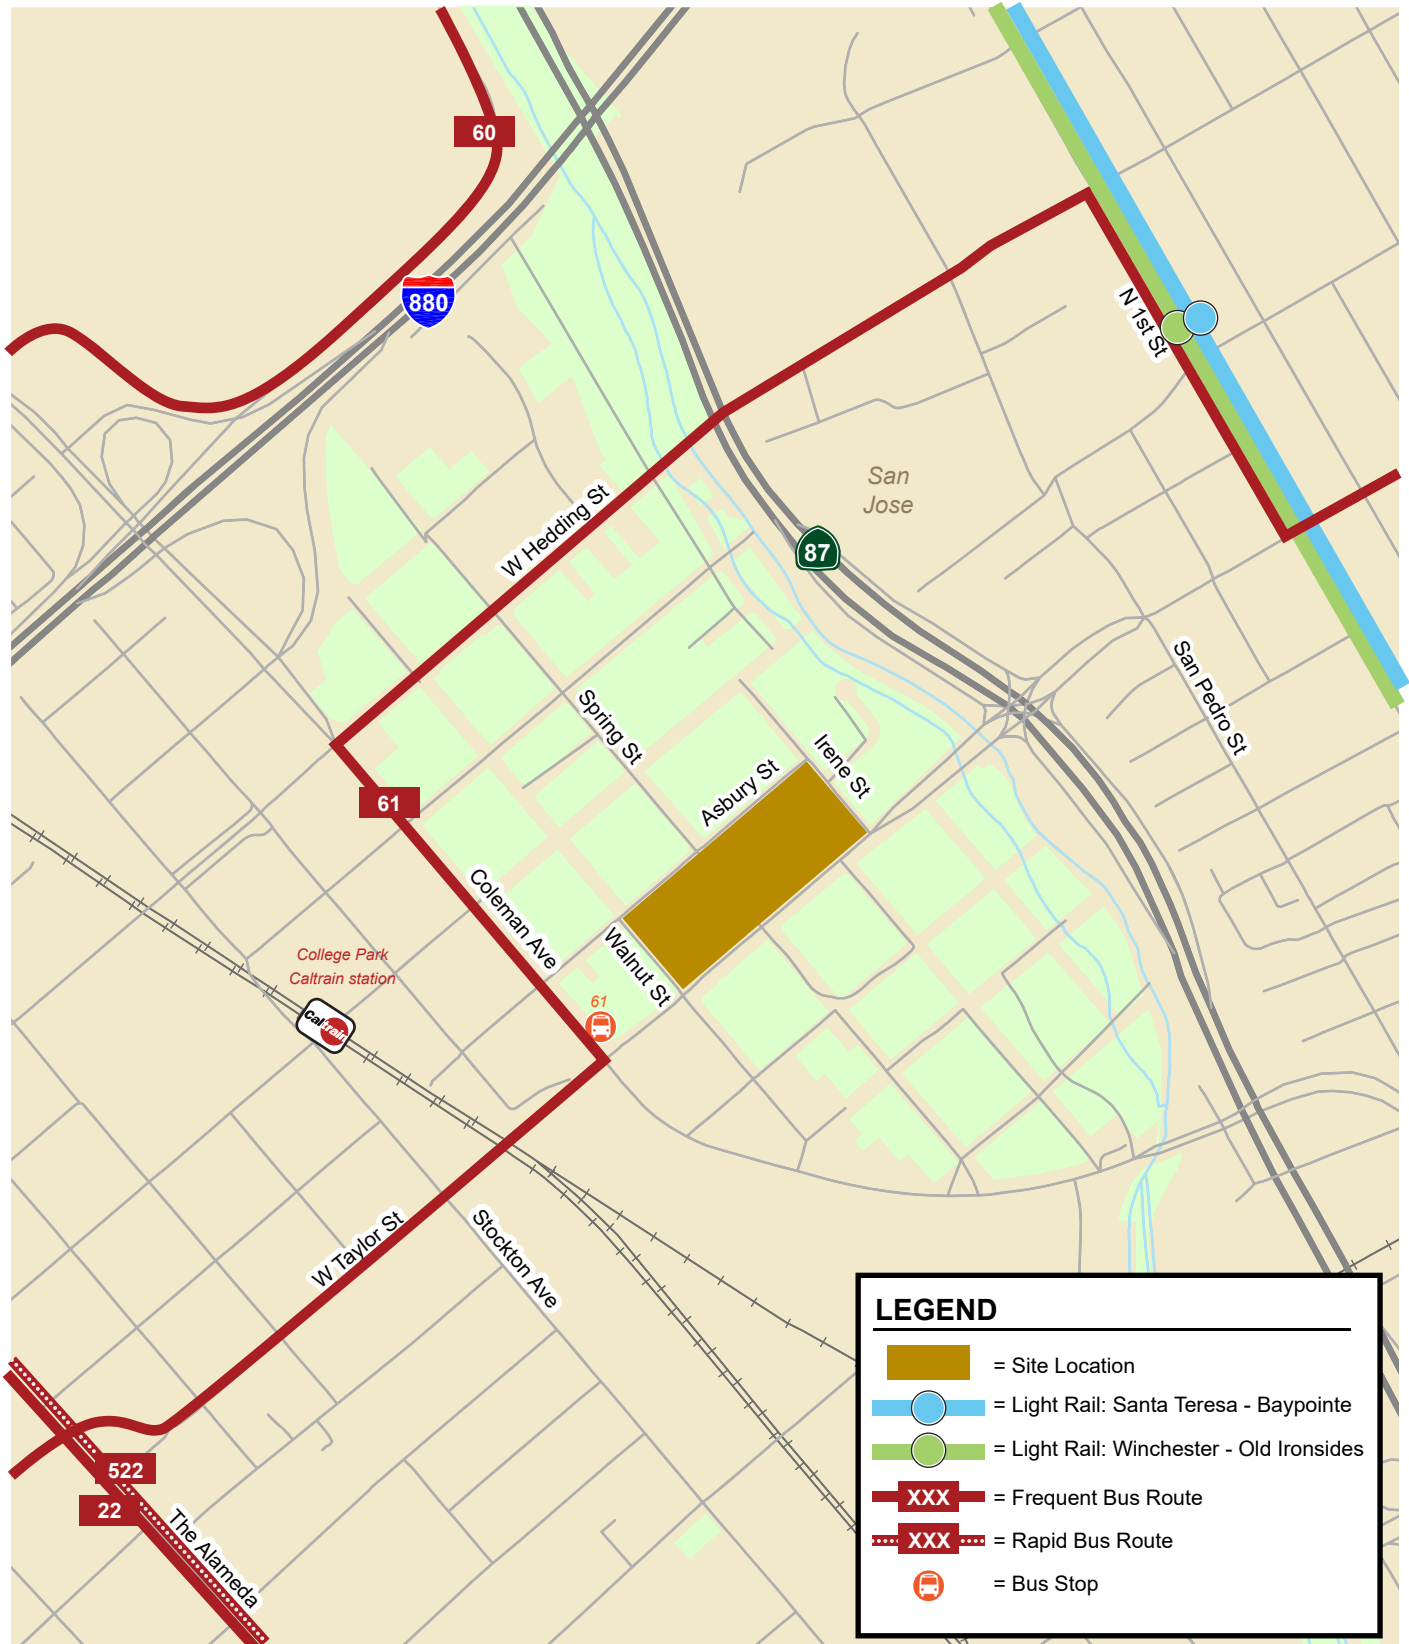 60
880
N 1st St
San
Jose
W Hedding St
87
San Pedro St
Spring St
Irene St
Asbury St
61
Coleman Ave
Walnut St
College Park
Caltrain station
61
Caltrain
W Taylor St
Stockton Ave
522
22
The Alameda
LEGEND
= Site Location
= Light Rail: Santa Teresa - Baypointe
= Light Rail: Winchester - Old Ironsides
XXX = Frequent Bus Route
XXX = Rapid Bus Route
= Bus Stop